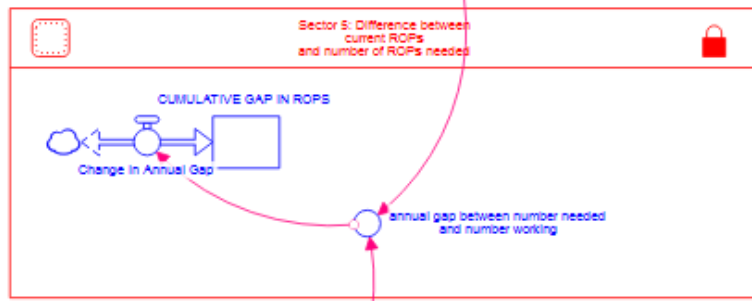 Sector 5: Difference between
current ROPs
and number of ROPs needed
CUMULATIVE GAP IN ROPS
Change in Annual Gap
annual gap between number needed
and number working